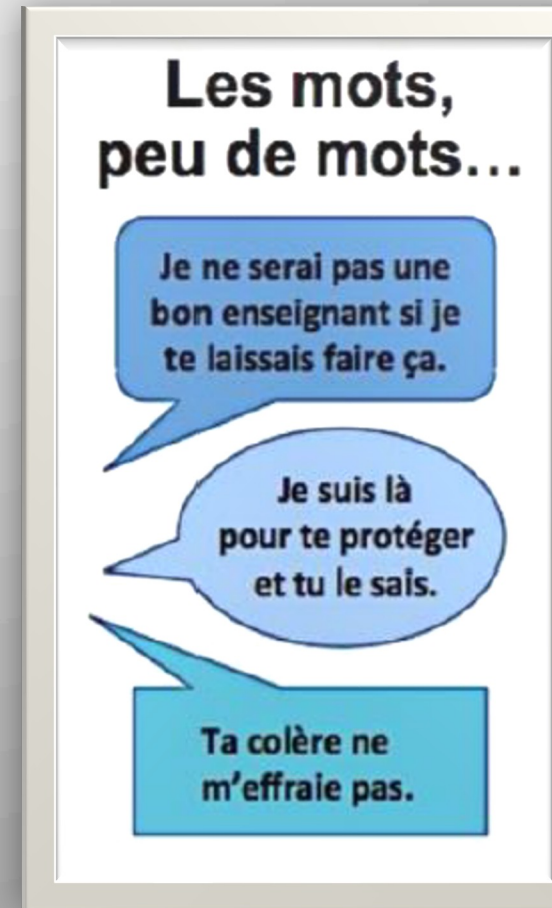 Les mots,
peu de mots...
Je ne serai pas une
bon enseignant si je
te laissais faire ça.
Je suis là
pour te protéger
et tu le sais.
Ta colère ne
m'effraie pas.